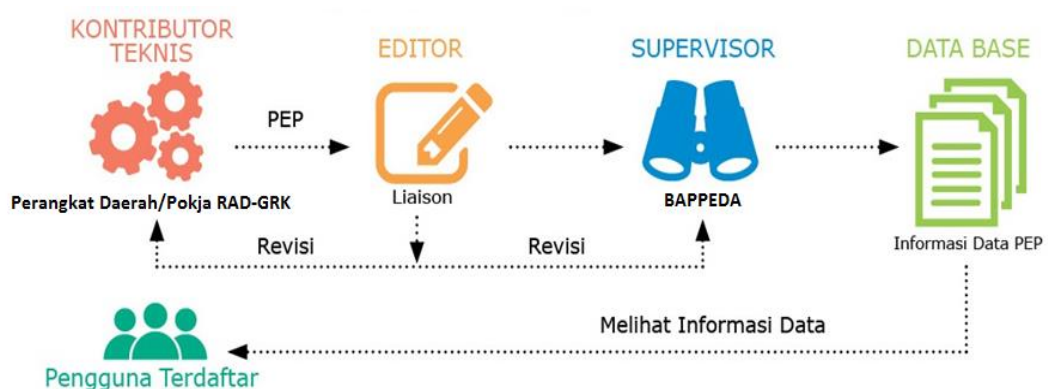 KONTRIBUTOR
TEKNIS
EDITOR
SUPERVISOR
DATA BASE
PEP
Perangkat Daerah/Pokja RAD-GRK
Liaison
BAPPEDA
Informasi Data PEP
Revisi
Revisi
Melihat Informasi Data
Pengguna Terdaftar